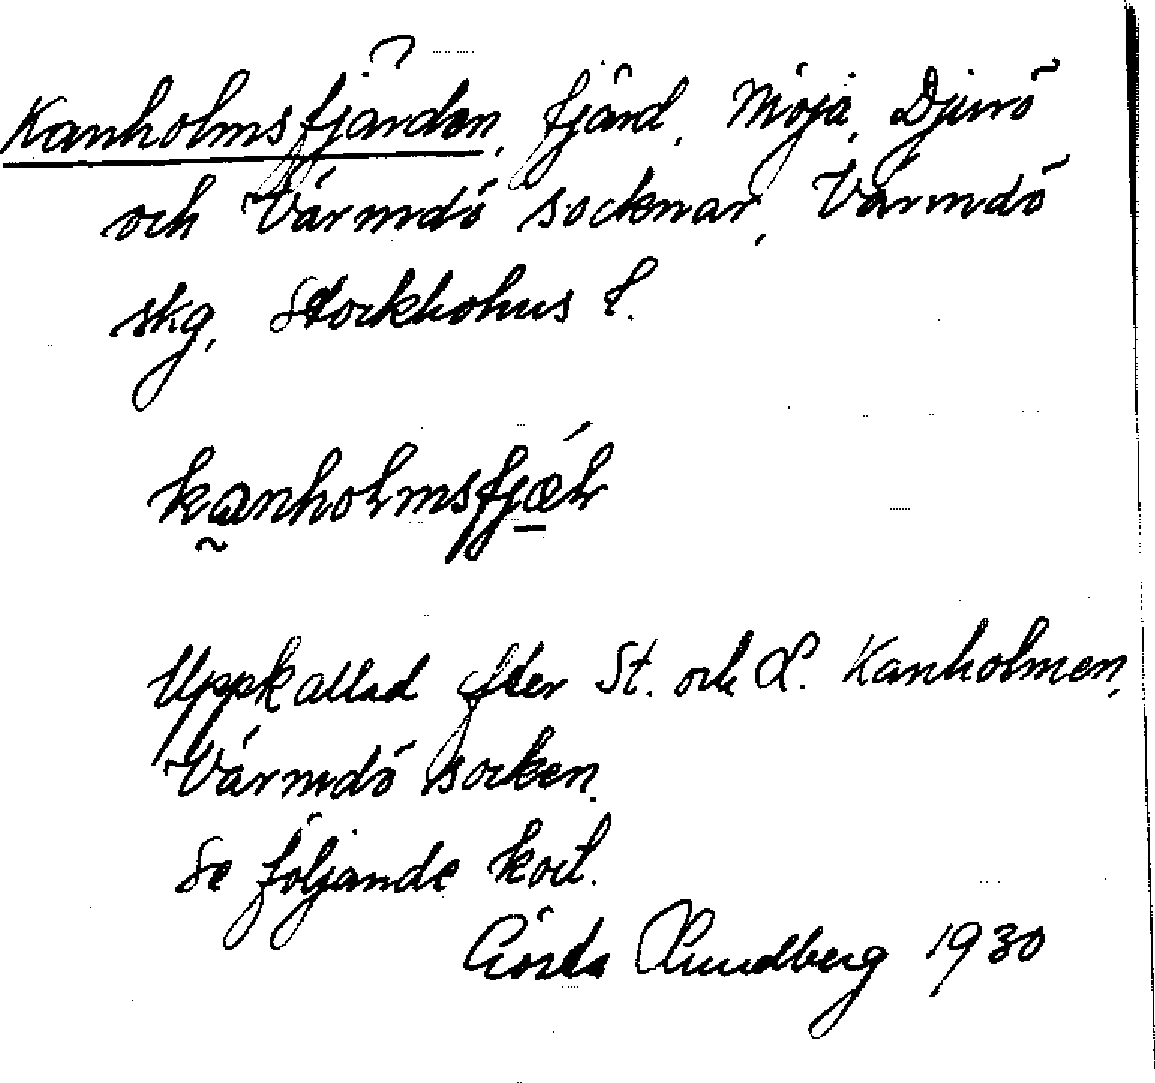 Kanholmsfjärden, fjärd, Möja, Djurö
och Värmdö socknar, Värmdö
skg, Stockholms l.
kanholmsfjæ̱ḷ
Uppkallad efter St. och L. Kanholmen,
Värmdö socken.
Se följande kort.
Gösta Lundberg 1930